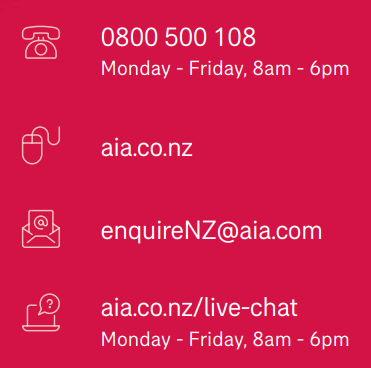 0800 500 108
Monday - Friday, 8am - 6pm
aia.co.nz
enquireNZ@aia.com
aia.co.nz/live-chat
Monday - Friday, 8am - 6pm